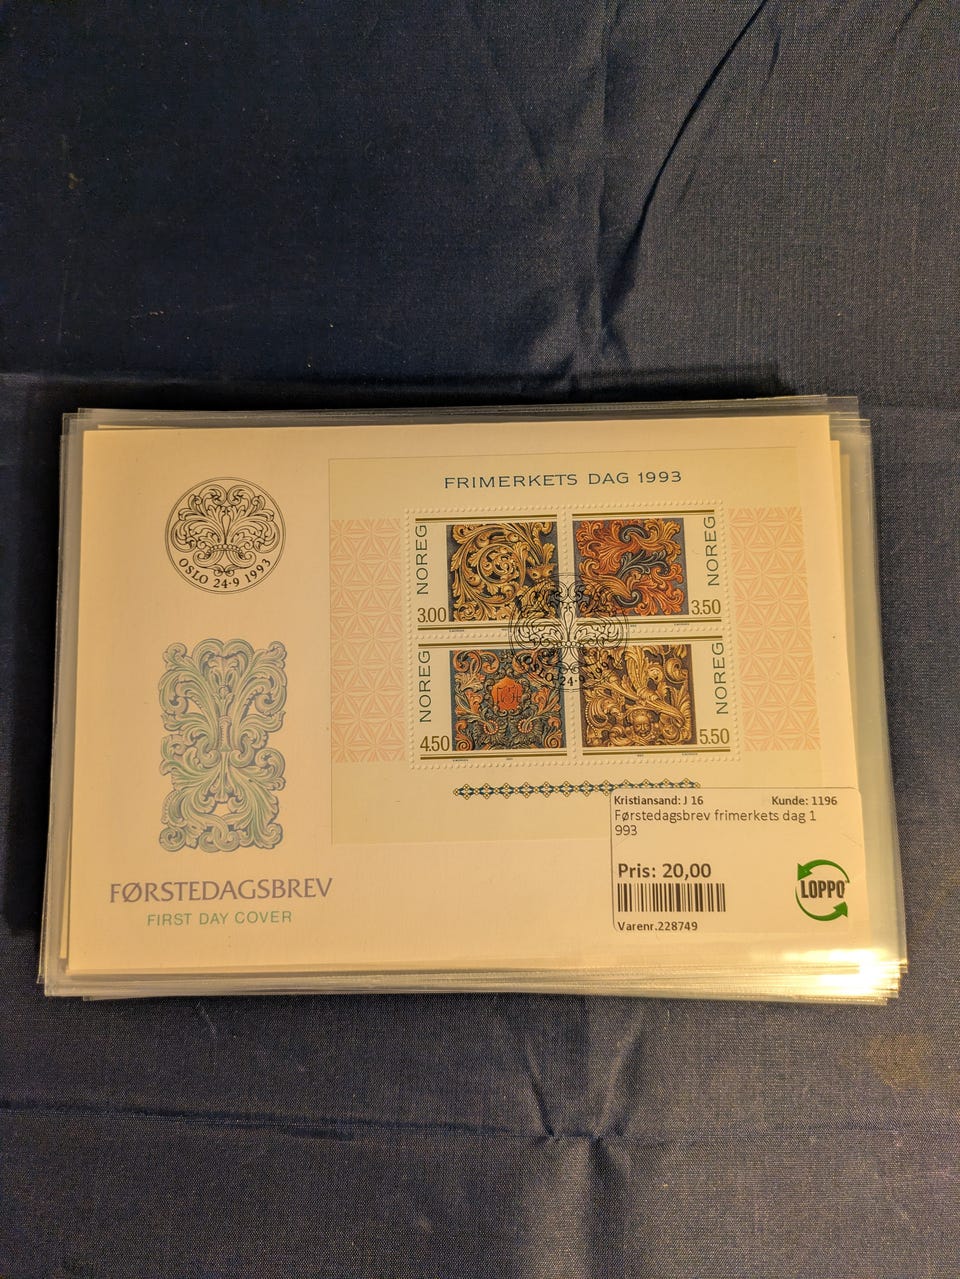 FRIMERKETS DAG 1993
OSLO 24·9 1993
NOREG
3.00
NOREG
3.50
NOREG
4.50
NOREG
5.50
FØRSTEDAGSBREV
FIRST DAY COVER
Kristiansand: J 16 Kunde: 1196
Førstedagsbrev frimerkets dag 1
993
Pris: 20,00
LOPPO
Varenr.228749